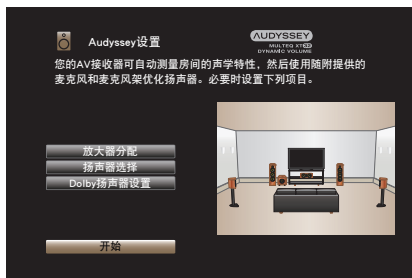 Audyssey设置
AUDYSSEY
MULTEQ XT32
DYNAMIC VOLUME
您的AV接收器可自动测量房间的声学特性，然后使用随附提供的
麦克风和麦克风架优化扬声器。必要时设置下列项目。
放大器分配
扬声器选择
Dolby扬声器设置
开始